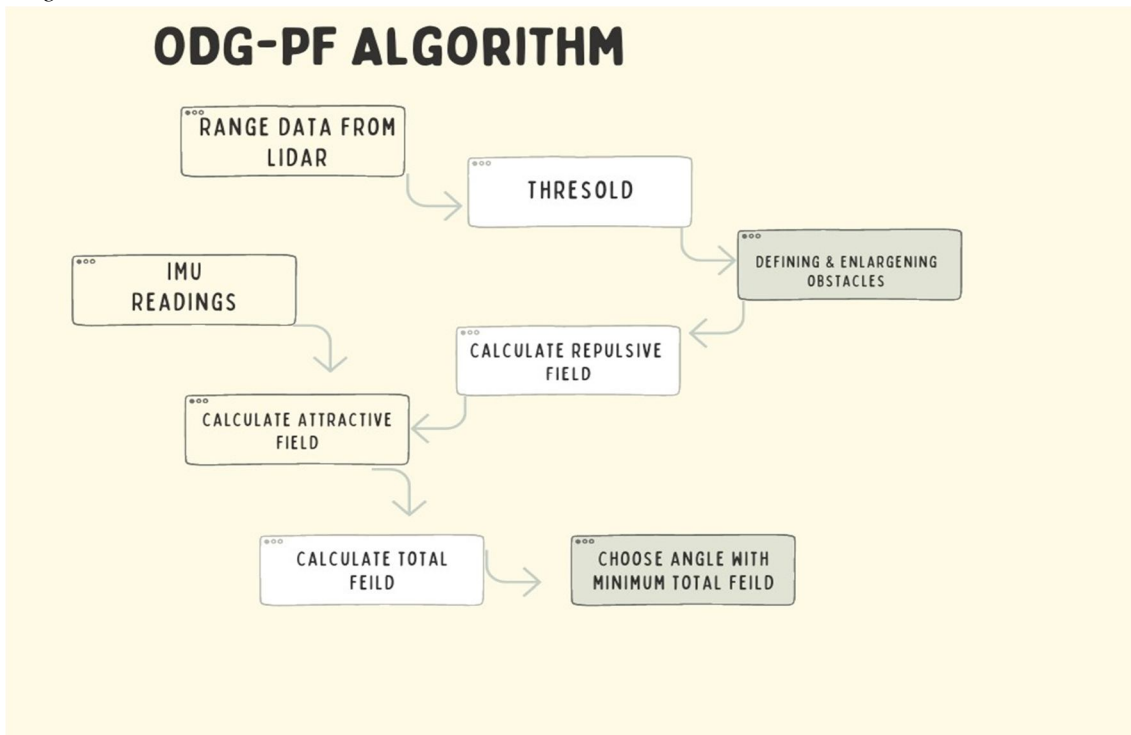 ODG-PF ALGORITHM
RANGE DATA FROM
LIDAR
THRESOLD
DEFINING & ENLARGENING
OBSTACLES
IMU
READINGS
CALCULATE REPULSIVE
FIELD
CALCULATE ATTRACTIVE
FIELD
CALCULATE TOTAL
FEILD
CHOOSE ANGLE WITH
MINIMUM TOTAL FEILD